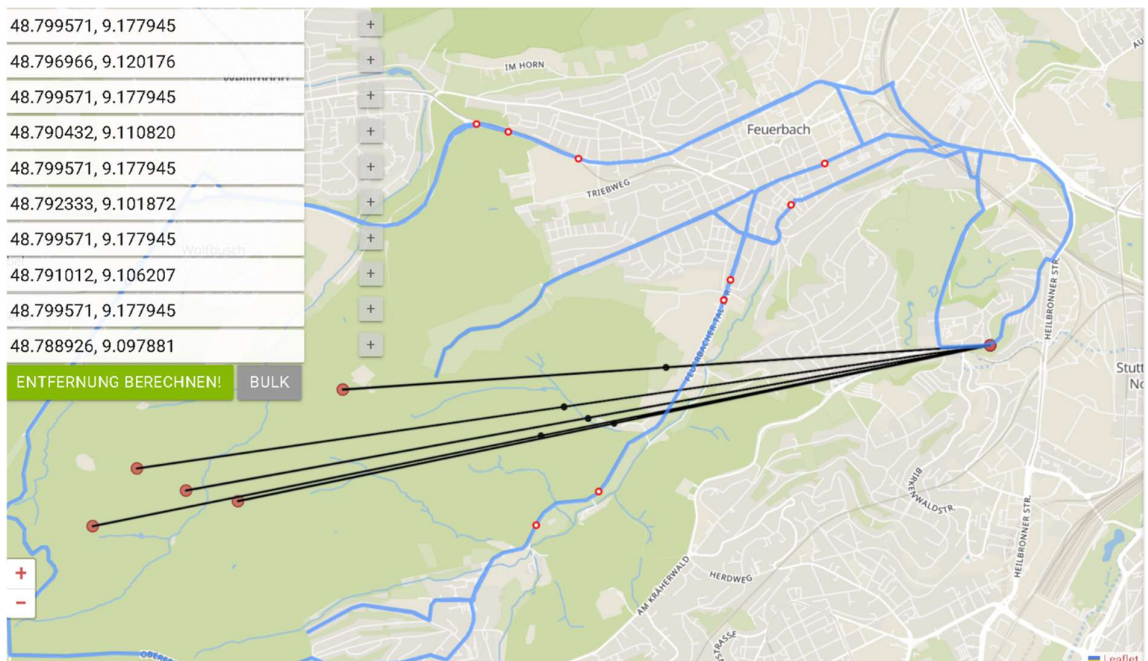 48.799571, 9.177945
+
48.796966, 9.120176
+
48.799571, 9.177945
+
48.790432, 9.110820
+
48.799571, 9.177945
+
48.792333, 9.101872
+
48.799571, 9.177945
+
48.791012, 9.106207
+
48.799571, 9.177945
+
48.788926, 9.097881
+
ENTFERNUNG BERECHNEN!
BULK
IM HORN
Feuerbach
TRIEBWEG
Wolfbusch
FEUERBACHER-TAL
HEILBRONNER STR.
Stutt
No
BIRKENWALDSTR.
HEILBRONNER STR.
AM KRÄHERWALD
HERDWEG
+
−
Leaflet